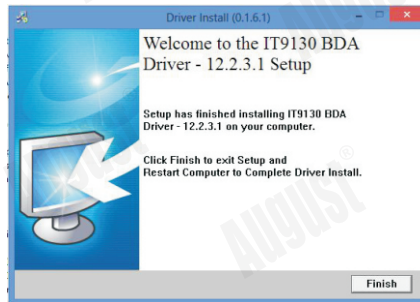 Driver Install (0.1.6.1)
Welcome to the IT9130 BDA
Driver - 12.2.3.1 Setup
Setup has finished installing IT9130 BDA
Driver - 12.2.3.1 on your computer.
Click Finish to exit Setup and
Restart Computer to Complete Driver Install.
August®
Finish